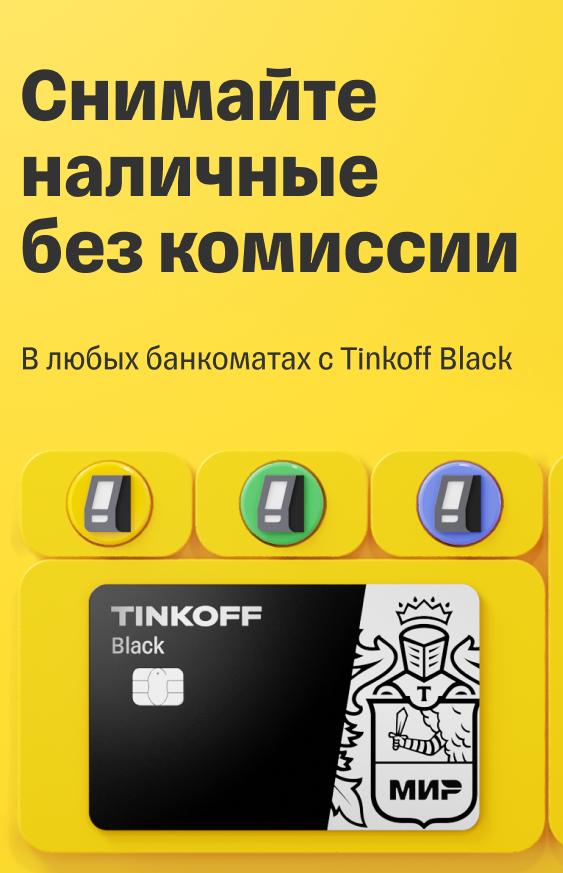 Снимайте
наличные
без комиссии
В любых банкоматах с Tinkoff Black
TINKOFF
Black
T
МИР